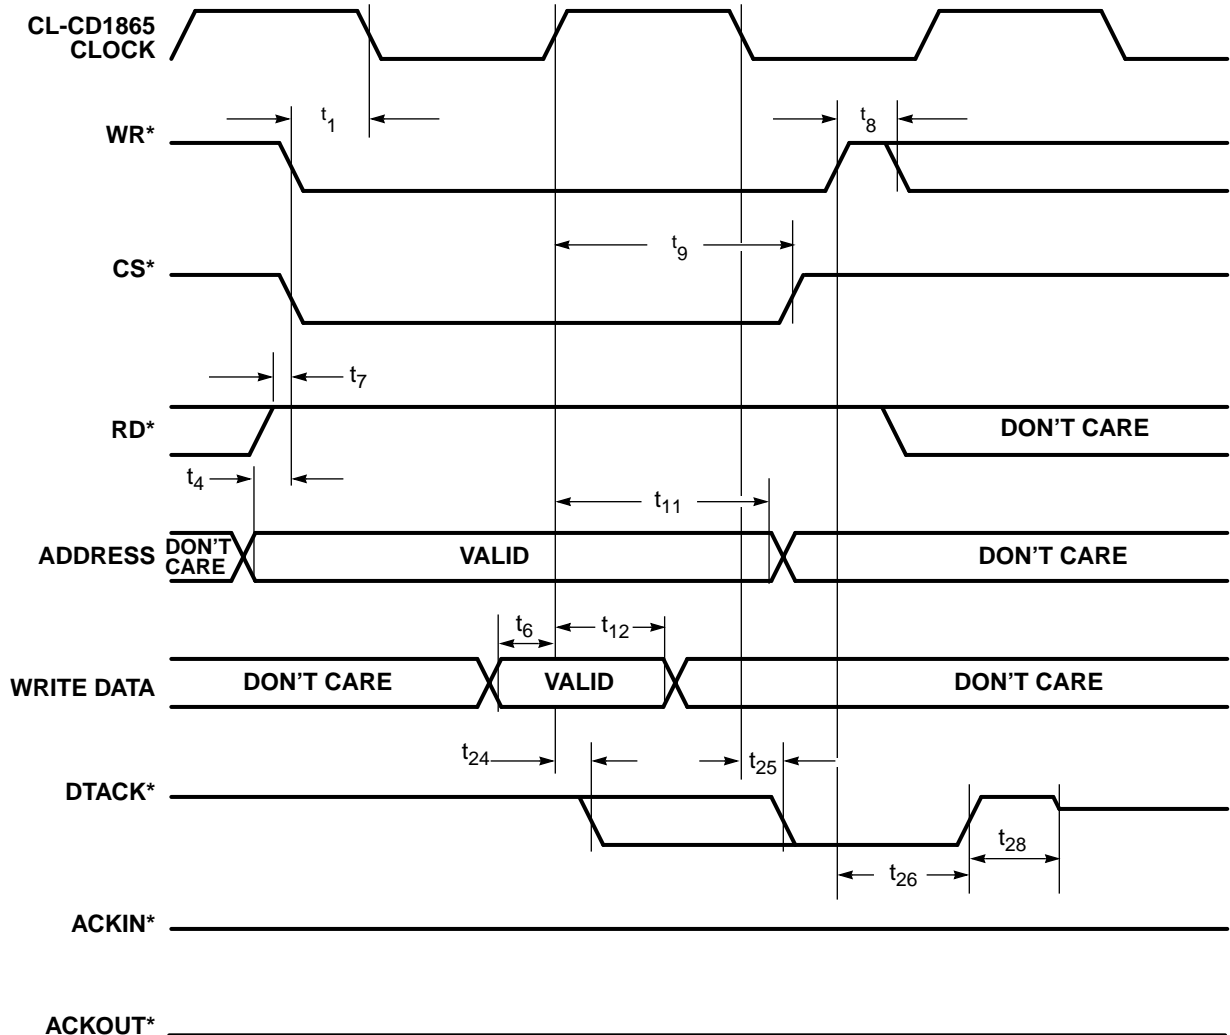 CL-CD1865
CLOCK
t1
t8
WR*
t9
CS*
t7
RD*
DON'T CARE
t4
t11
ADDRESS
DON'T
CARE
VALID
DON'T CARE
t6
t12
WRITE DATA
DON'T CARE
VALID
DON'T CARE
t24
t25
DTACK*
t28
t26
ACKIN*
ACKOUT*